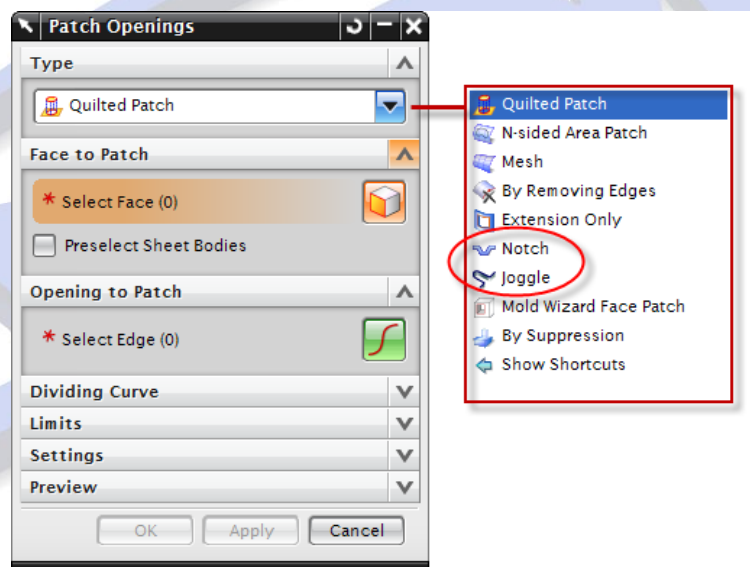 Patch Openings
Type
Quilted Patch
Face to Patch
* Select Face (0)
Preselect Sheet Bodies
Opening to Patch
* Select Edge (0)
Dividing Curve
Limits
Settings
Preview
OK Apply Cancel
Quilted Patch
N-sided Area Patch
Mesh
By Removing Edges
Extension Only
Notch
Joggle
Mold Wizard Face Patch
By Suppression
Show Shortcuts